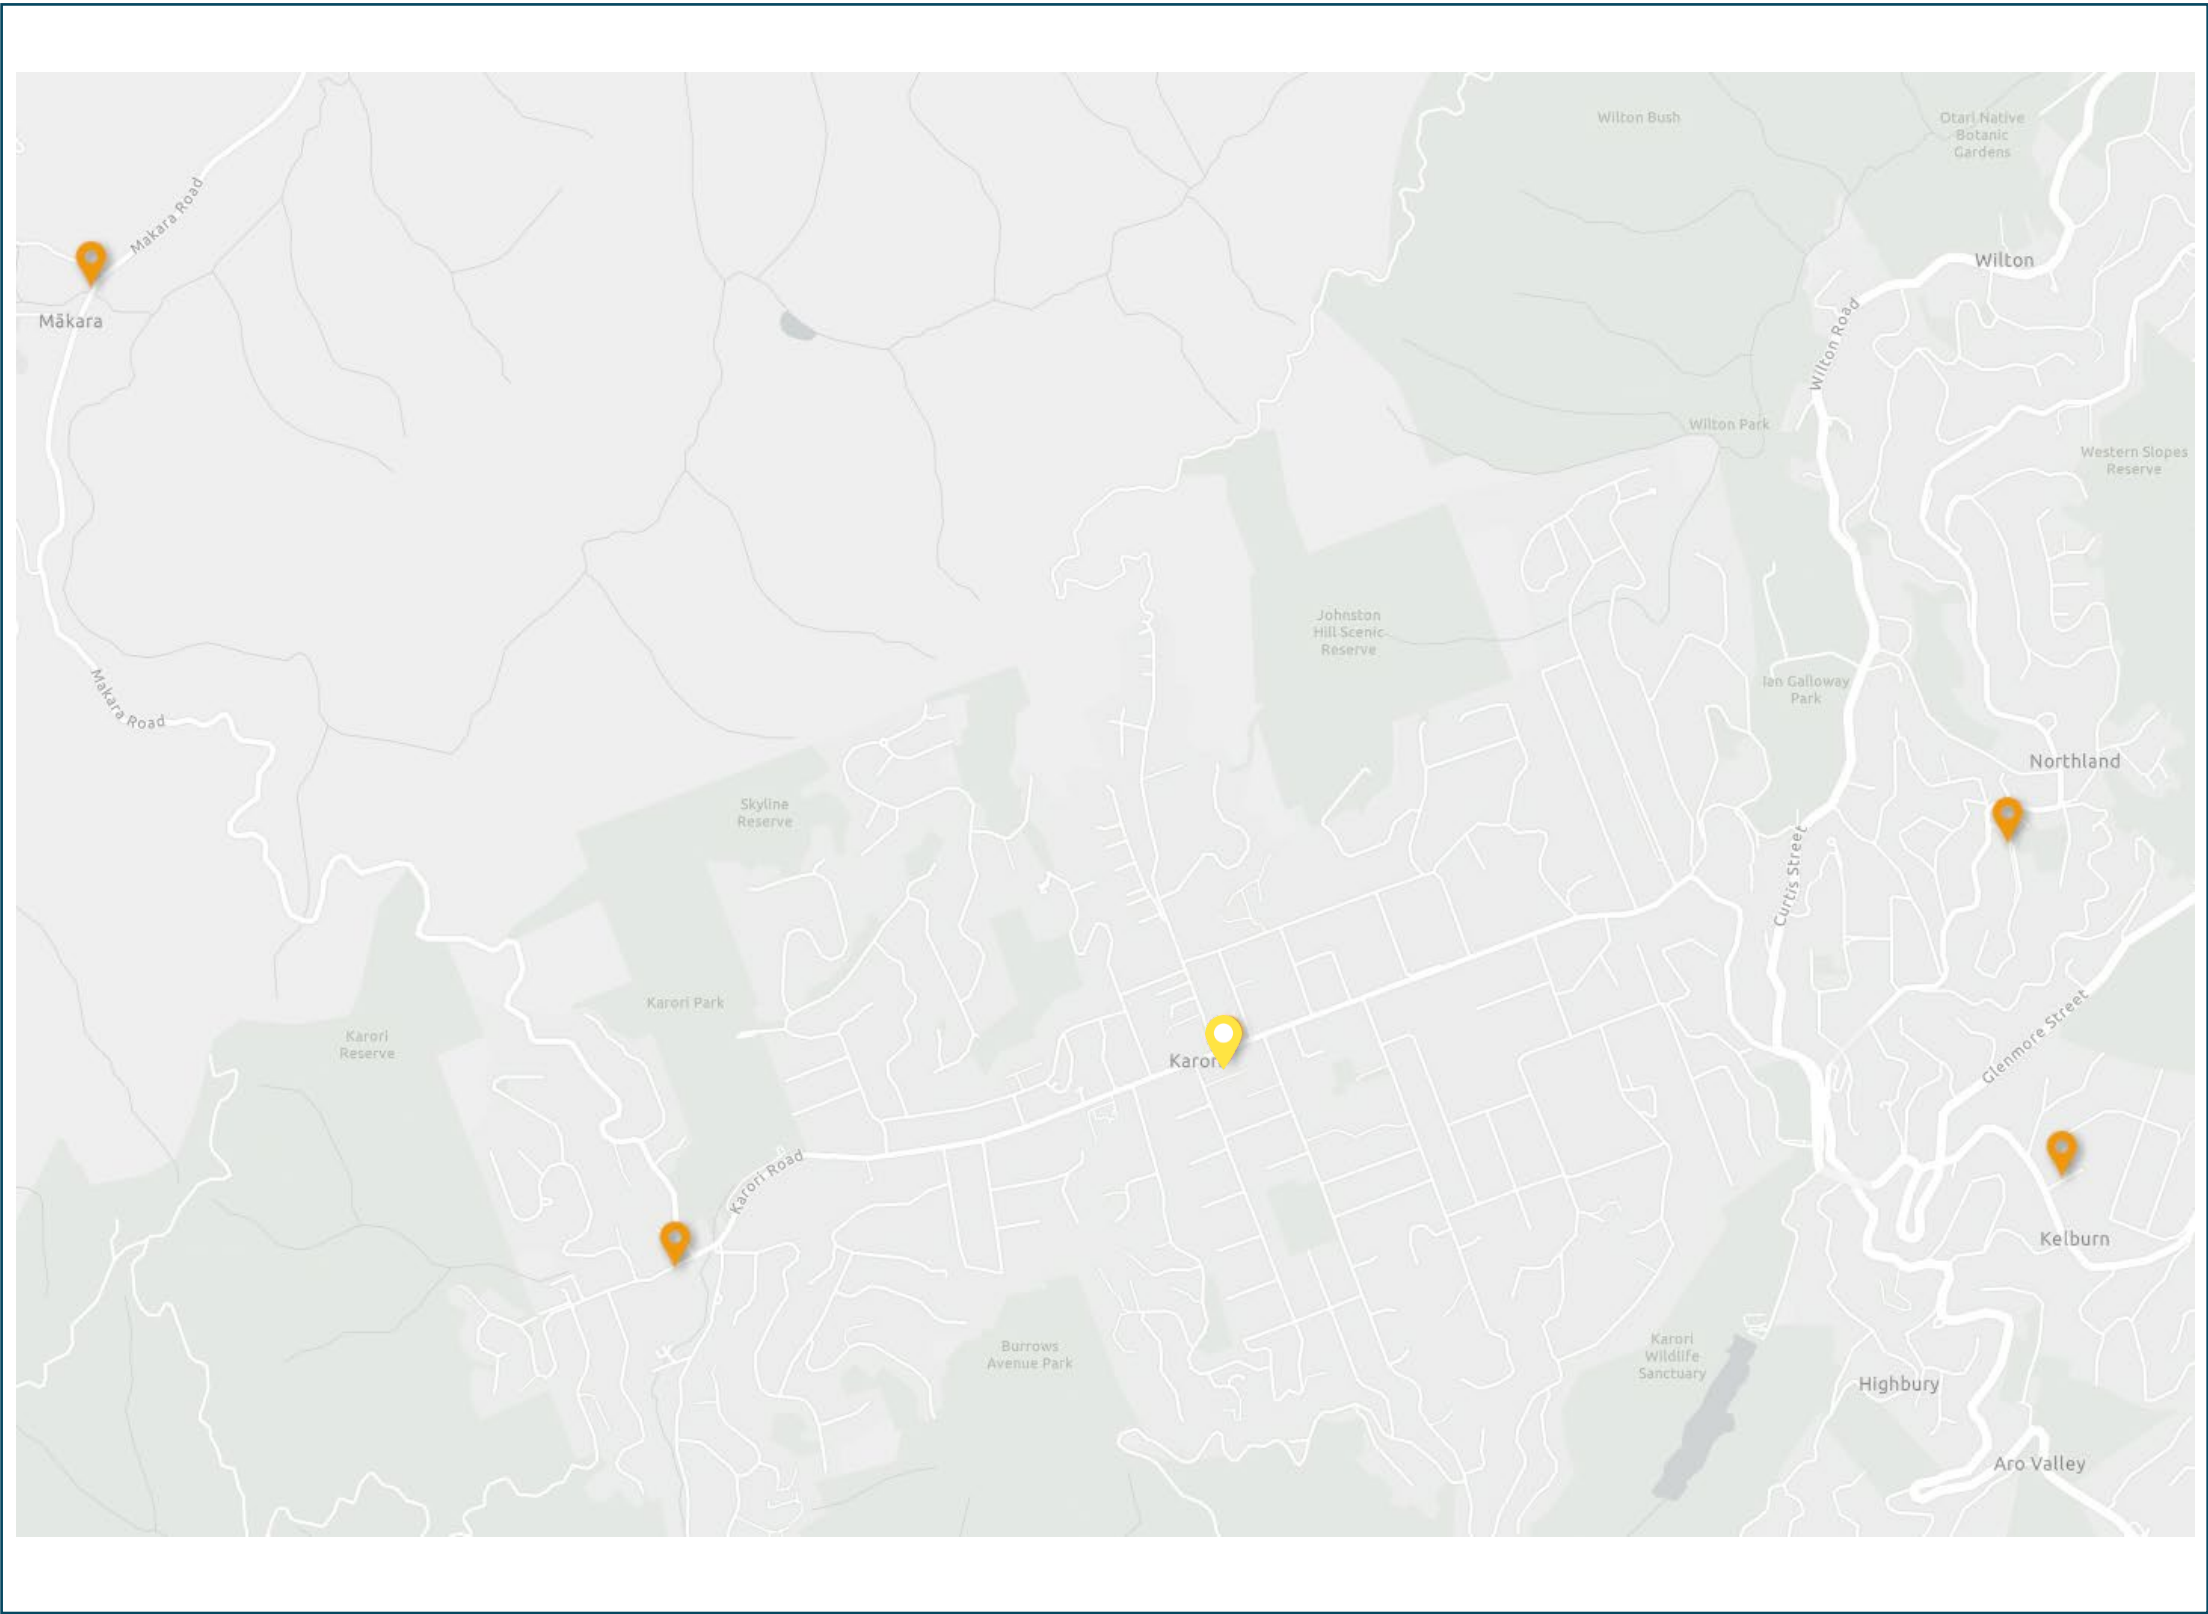 Wilton Bush
Otari Native
Botanic
Gardens
Makara Road
Wilton
Mākara
Wilton Road
Wilton Park
Western Slopes
Reserve
Johnston
Hill Scenic
Reserve
Ian Galloway
Park
Makara Road
Northland
Skyline
Reserve
Curtis Street
Karori Park
Karori
Reserve
Glenmore Street
Karori
Karori Road
Kelburn
Burrows
Avenue Park
Karori
Wildlife
Sanctuary
Highbury
Aro Valley